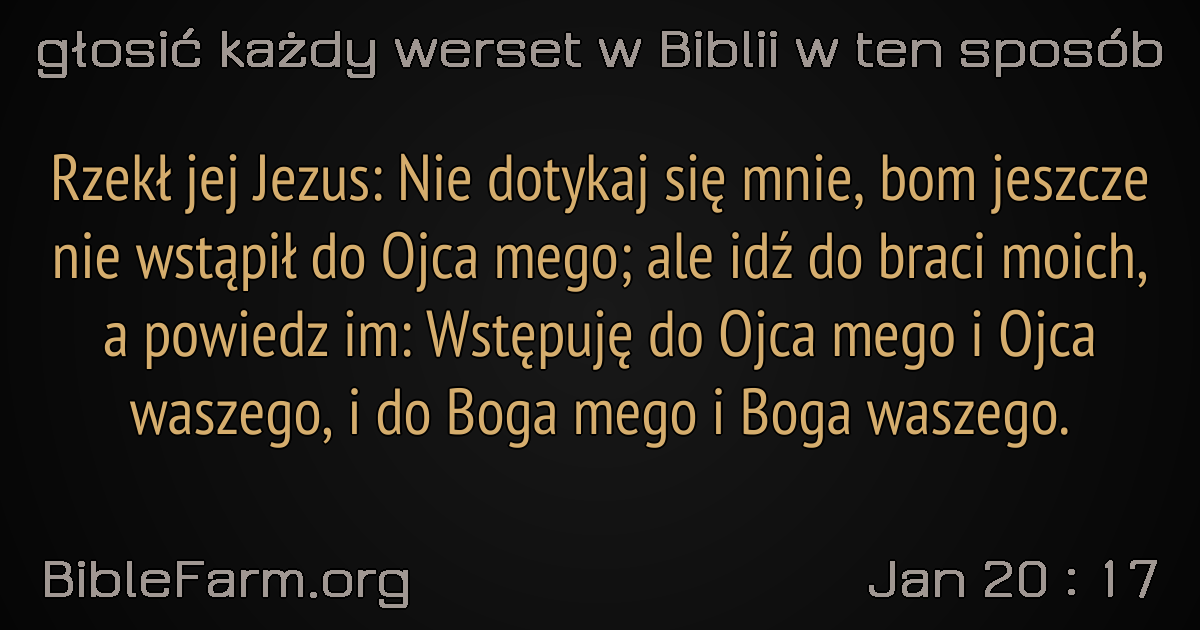 głosić każdy werset w Biblii w ten sposób
Rzekł jej Jezus: Nie dotykaj się mnie, bom jeszcze
nie wstąpił do Ojca mego; ale idź do braci moich,
a powiedz im: Wstępuję do Ojca mego i Ojca
waszego, i do Boga mego i Boga waszego.
BibleFarm.org
Jan 20 : 17